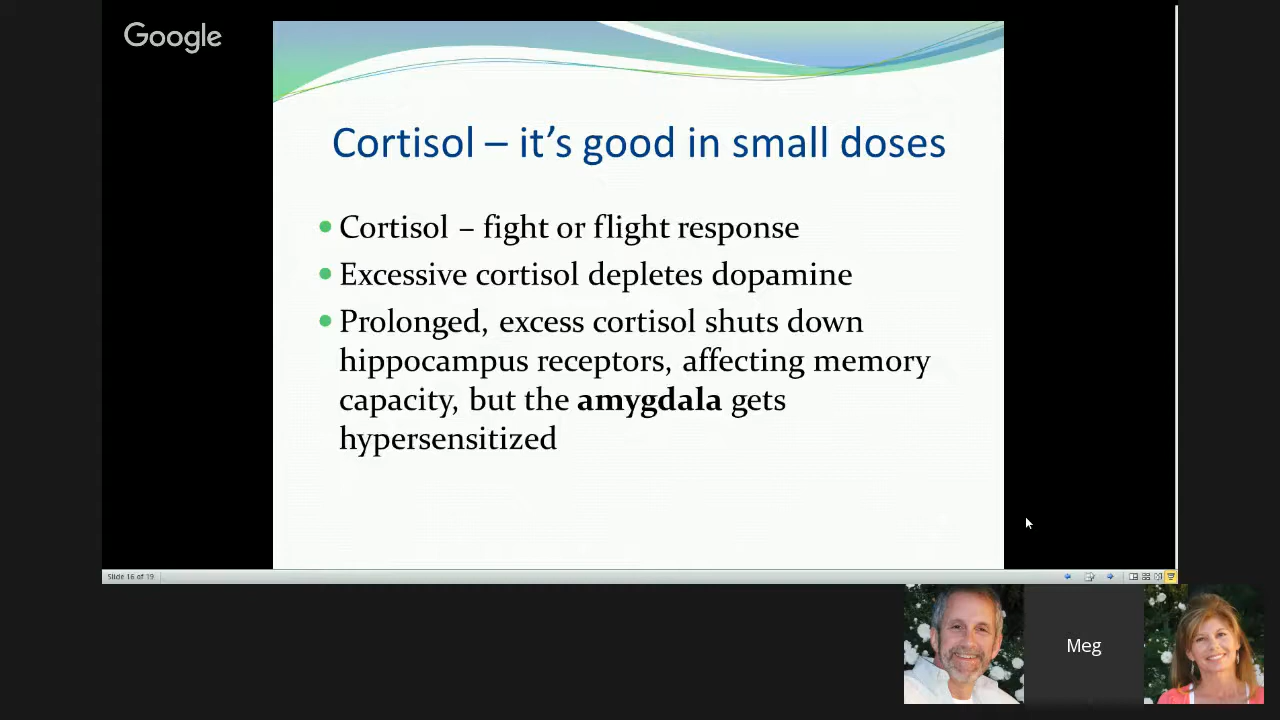 Google
Cortisol – it’s good in small doses
Cortisol – fight or flight response
Excessive cortisol depletes dopamine
Prolonged, excess cortisol shuts down
hippocampus receptors, affecting memory
capacity, but the amygdala gets
hypersensitized
Slide 16 of 19
Meg